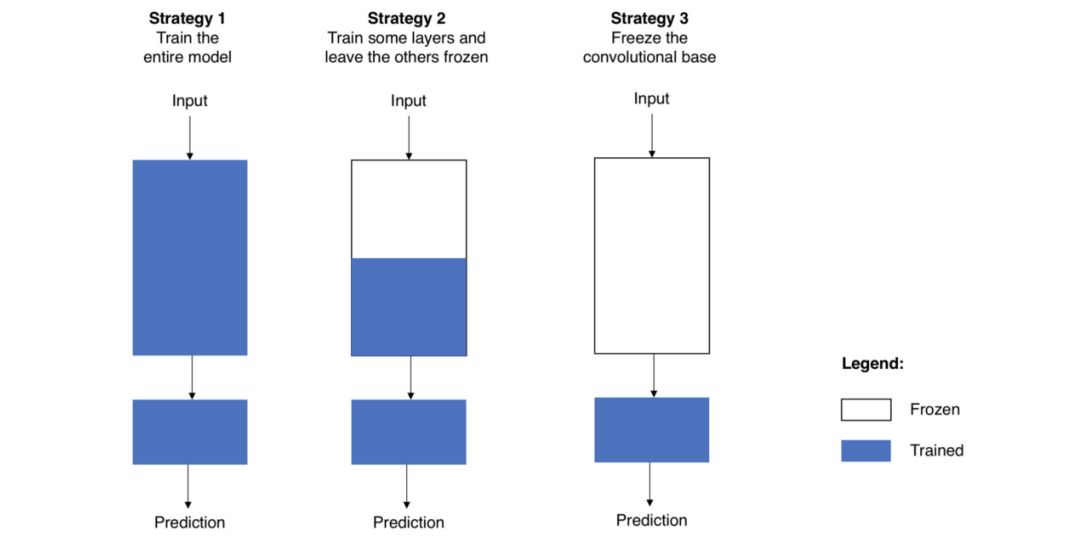 Strategy 1
Train the
entire model
Input
Prediction
Strategy 2
Train some layers and
leave the others frozen
Input
Prediction
Strategy 3
Freeze the
convolutional base
Input
Prediction
Legend:
Frozen
Trained